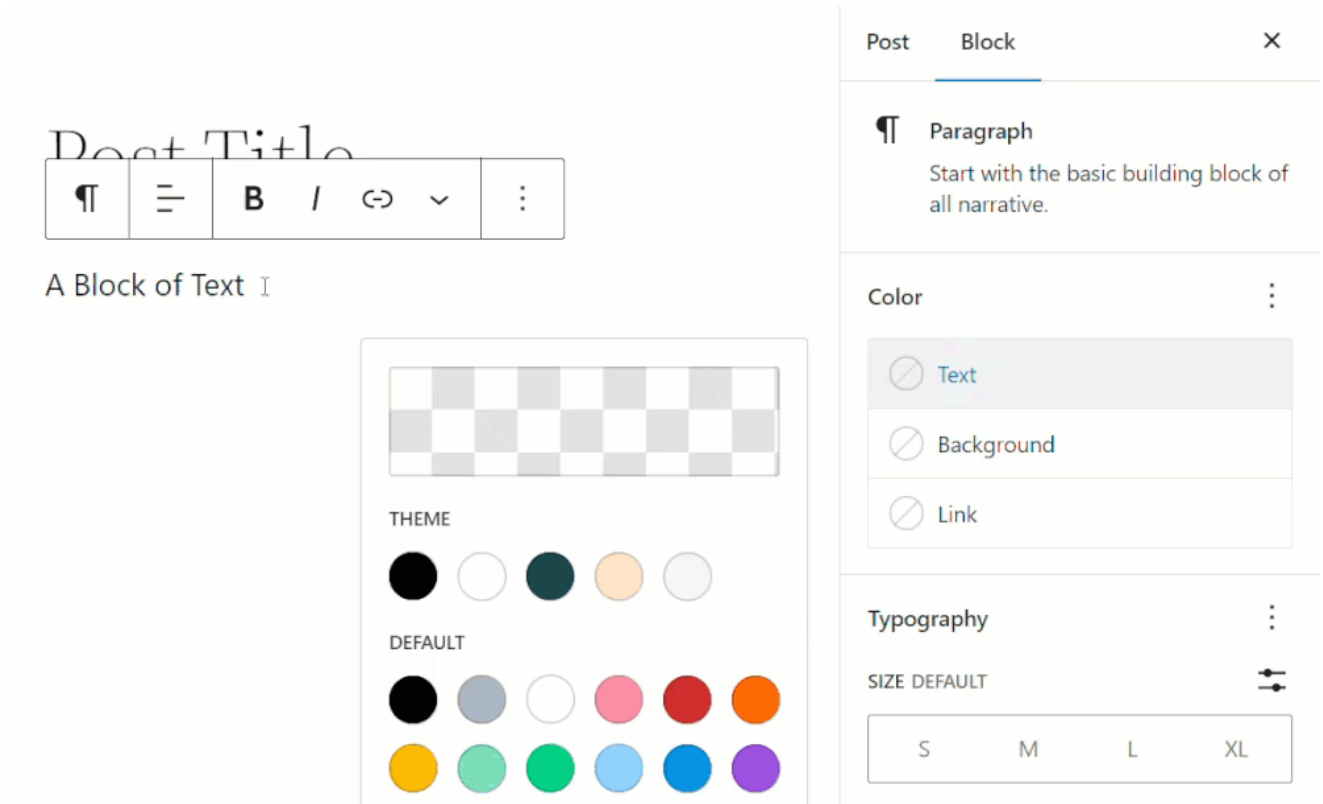 Post Block
Post Title
B I
A Block of Text
THEME
DEFAULT
Paragraph
Start with the basic building block of
all narrative.
Color
Text
Background
Link
Typography
SIZE DEFAULT
S M L XL